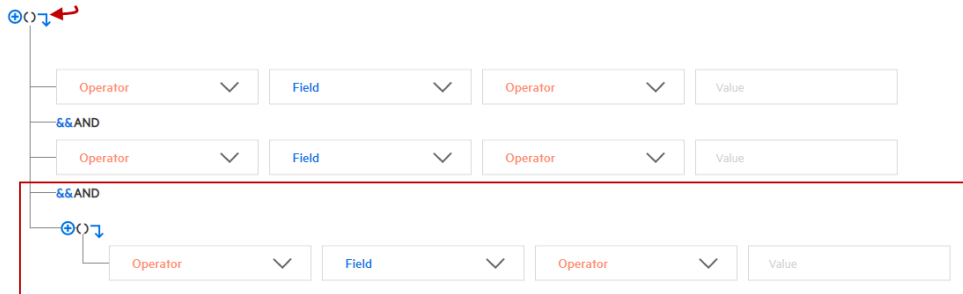 ()
Operator Field Operator Value
&&AND
Operator Field Operator Value
&&AND
()
Operator Field Operator Value